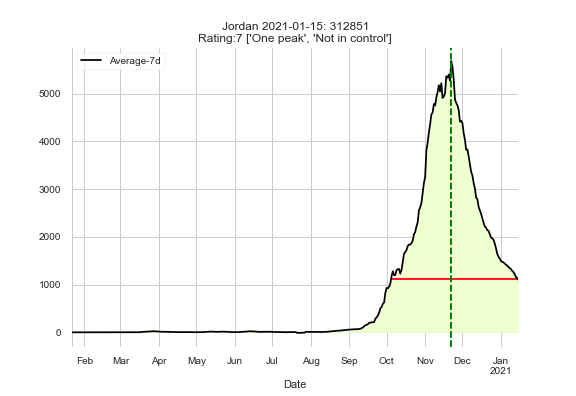 Jordan 2021-01-15: 312851
Rating:7 ['One peak', 'Not in control']
Average-7d
5000
4000
3000
2000
1000
0
Feb Mar Apr May Jun Jul Aug Sep Oct Nov Dec Jan
2021
Date